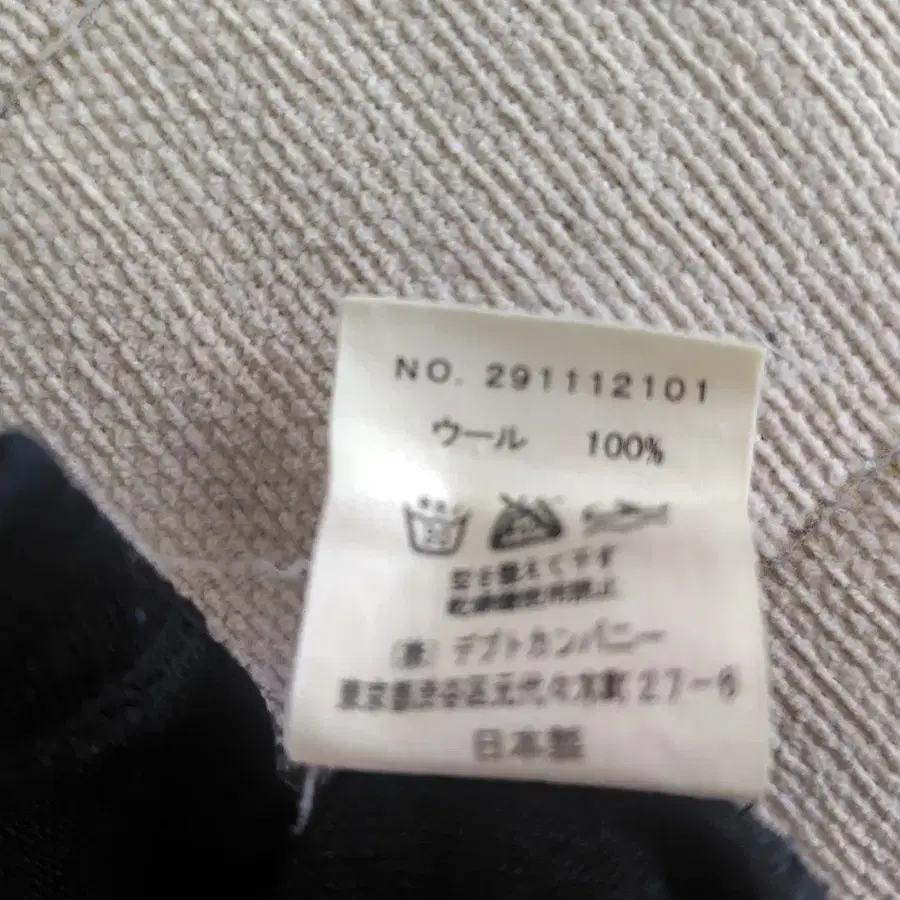 NO. 291112101
ウール 100%
形を整えて干す
乾燥機使用禁止
(株)デプトカンパニー
東京都渋谷区元代々木町27-6
日本製